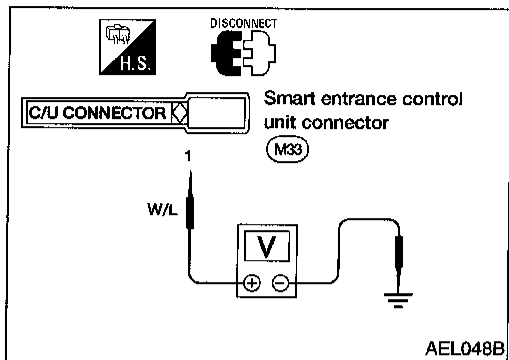 DISCONNECT
H.S.
C/U CONNECTOR
Smart entrance control
unit connector
M33
1
W/L
V
+ −
AEL048B